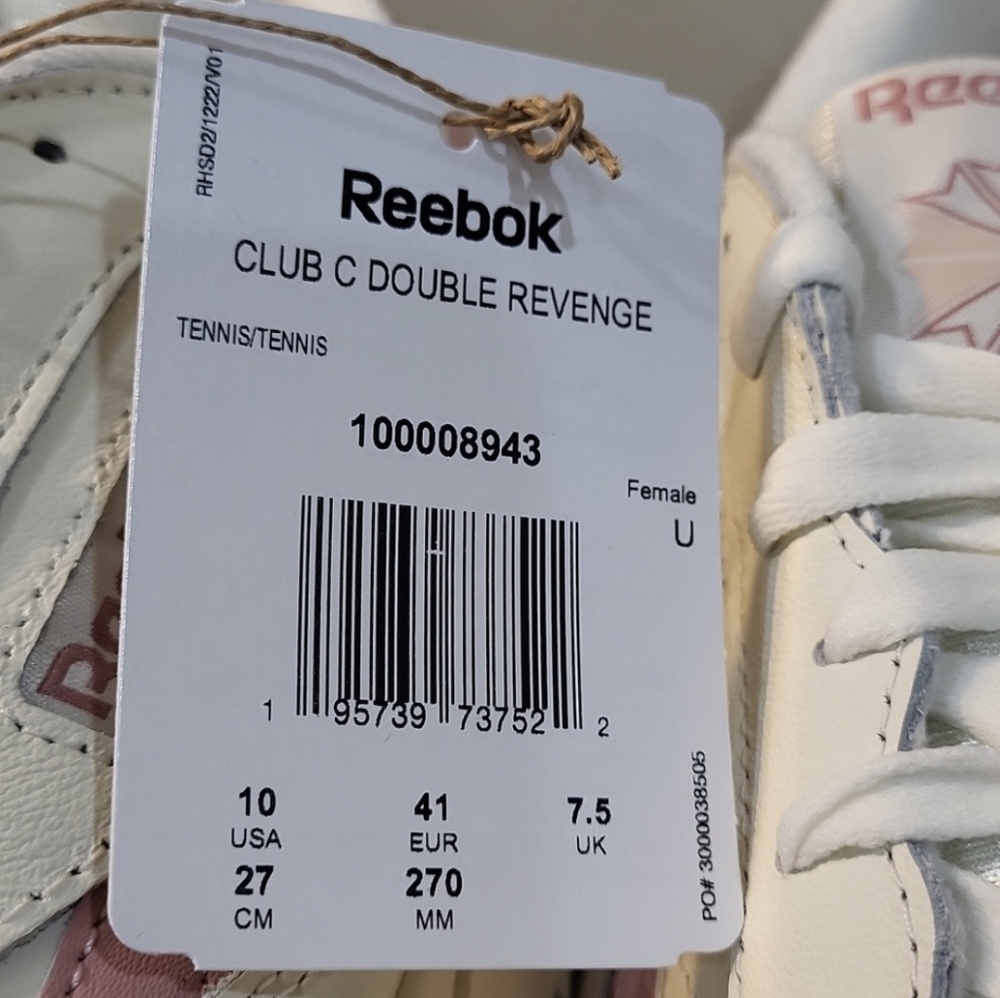 RHSD2/1222/V01
Reebok
CLUB C DOUBLE REVENGE
TENNIS/TENNIS
100008943
Female
U
1 95739 73752 2
10 41 7.5
USA EUR UK
27 270
CM MM
PO# 3000038505
Ree